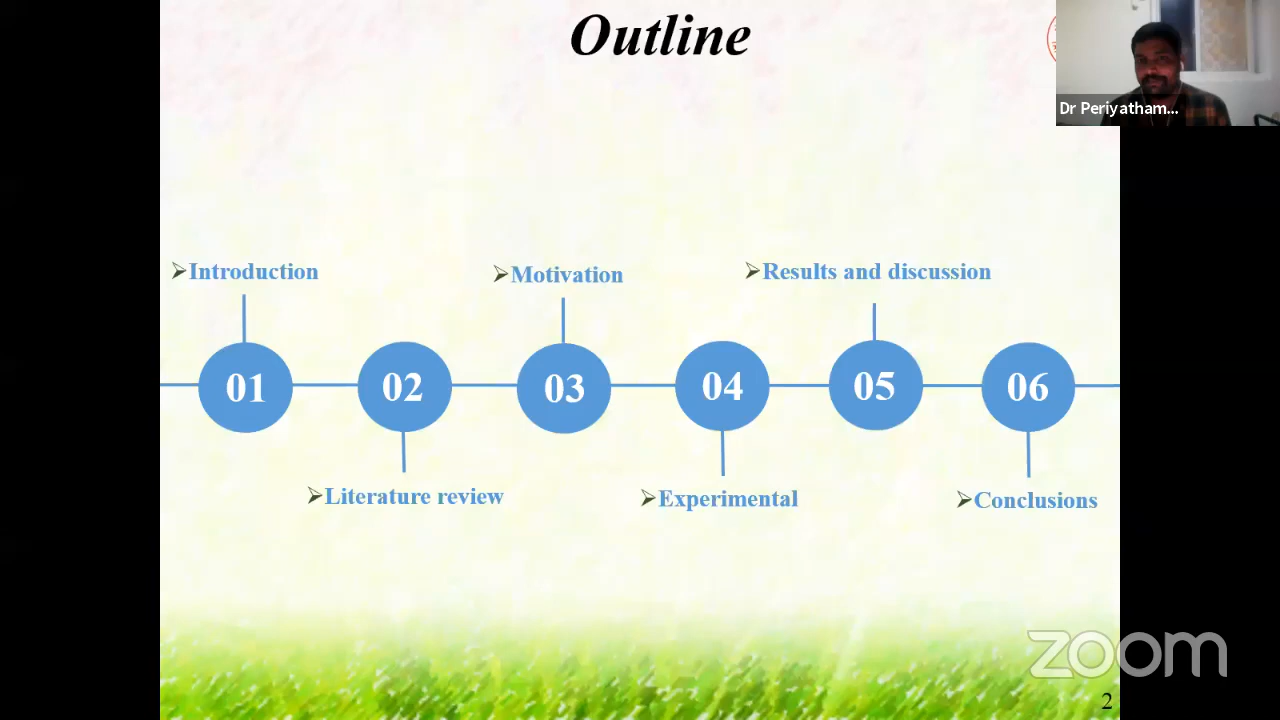 Outline
Dr Periyatham...
➢Introduction
➢Motivation
➢Results and discussion
01
02
03
04
05
06
➢Literature review
➢Experimental
➢Conclusions
zoom
2